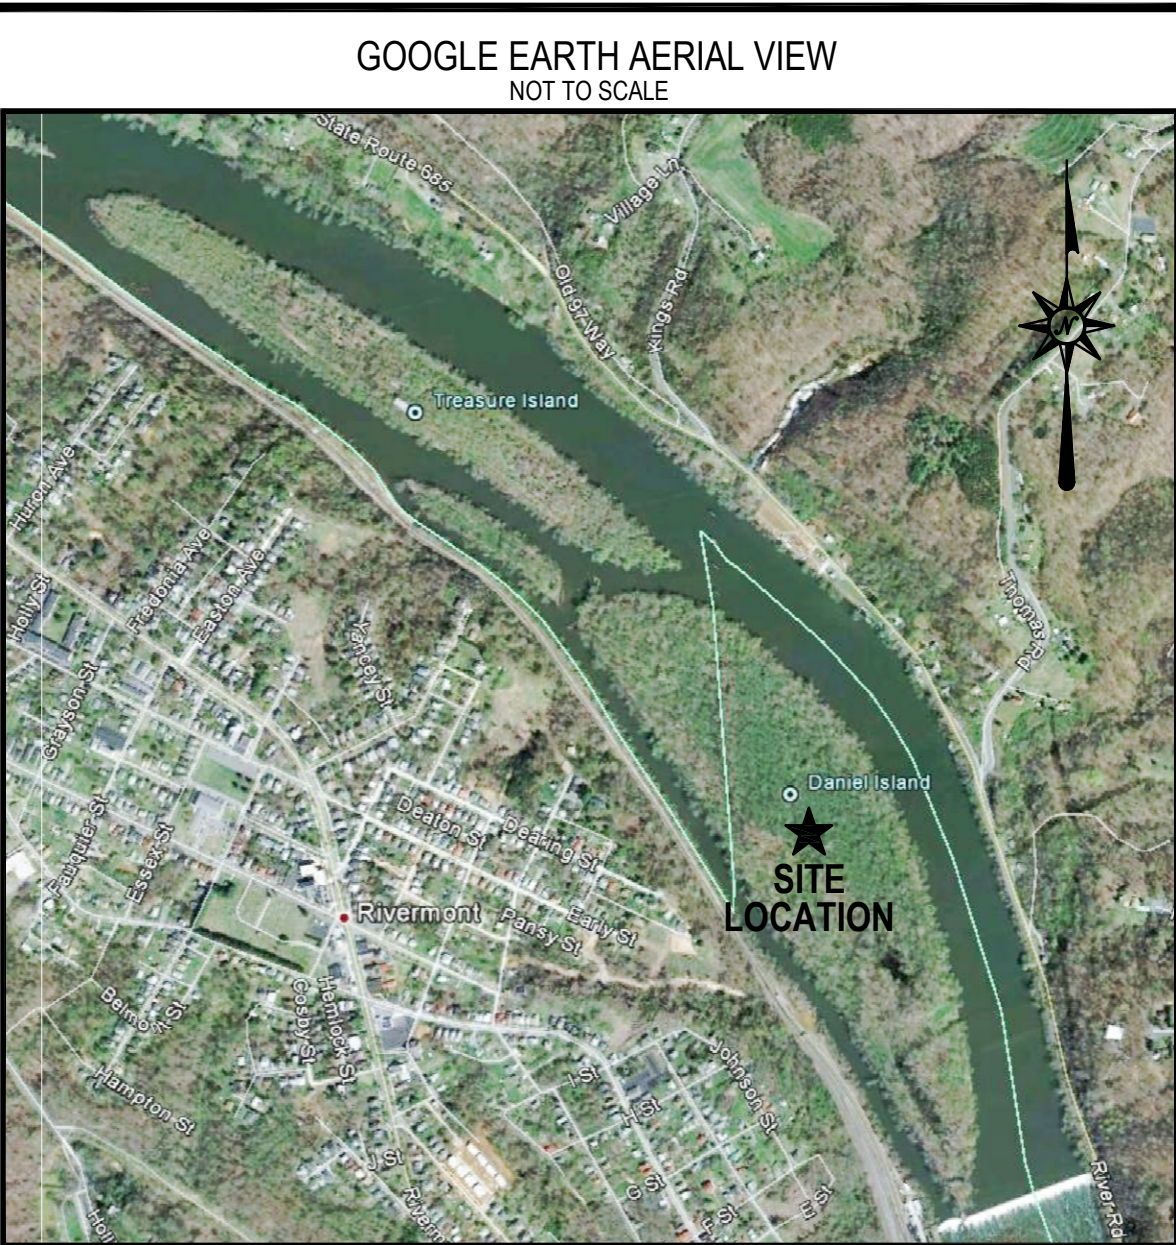 GOOGLE EARTH AERIAL VIEW
NOT TO SCALE
State Route 685
Village Ln
Old 97 Way
Kings Rd
N
Treasure Island
Huron Ave
Holly St
Fredonia Ave
Easton Ave
Yancey St
Thomas Rd
Grayson St
Daniel Island
SITE
LOCATION
Deaton St
Dearing St
Fauquier St
Essex St
Rivermont
Pansy St
Early St
Belmont St
Cosby St
Hemlock St
Hampton St
I St
H St
Johnson St
J St
G St
F St
E St
River Rd
Riverm
Holl